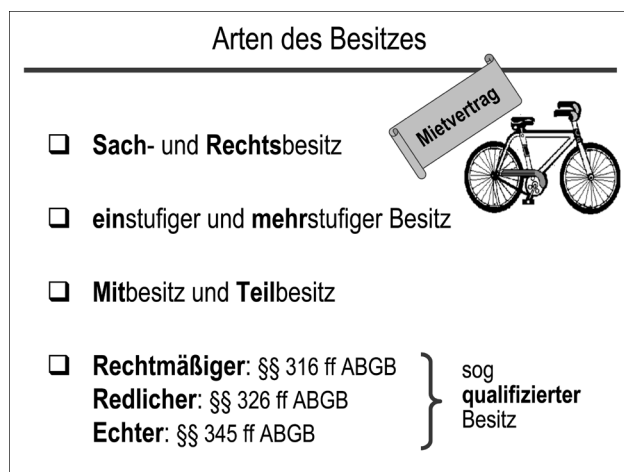 Arten des Besitzes
Mietvertrag
Sach- und Rechtsbesitz
einstufiger und mehrstufiger Besitz
Mitbesitz und Teilbesitz
Rechtmäßiger: §§ 316 ff ABGB
Redlicher: §§ 326 ff ABGB
Echter: §§ 345 ff ABGB
sog
qualifizierter
Besitz